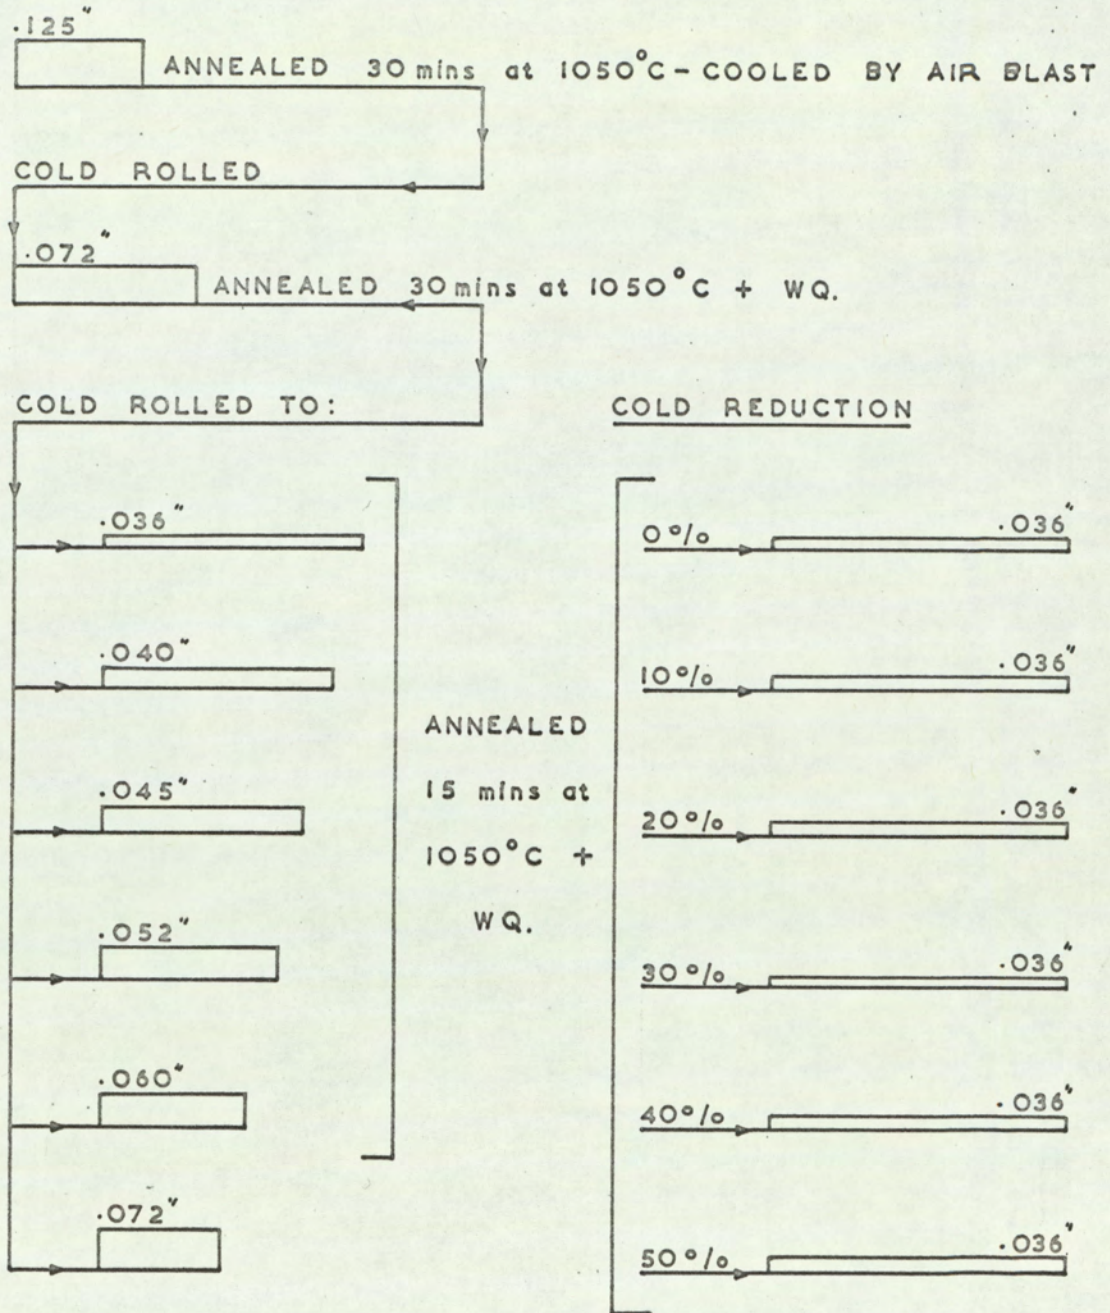 .125"
ANNEALED 30 mins at 1050°C - COOLED BY AIR BLAST
COLD ROLLED
.072"
ANNEALED 30 mins at 1050°C + WQ.
COLD ROLLED TO:
.036"
.040"
.045"
.052"
.060"
.072"
ANNEALED
15 mins at
1050°C +
WQ.
COLD REDUCTION
0% .036"
10% .036"
20% .036"
30% .036"
40% .036"
50% .036"